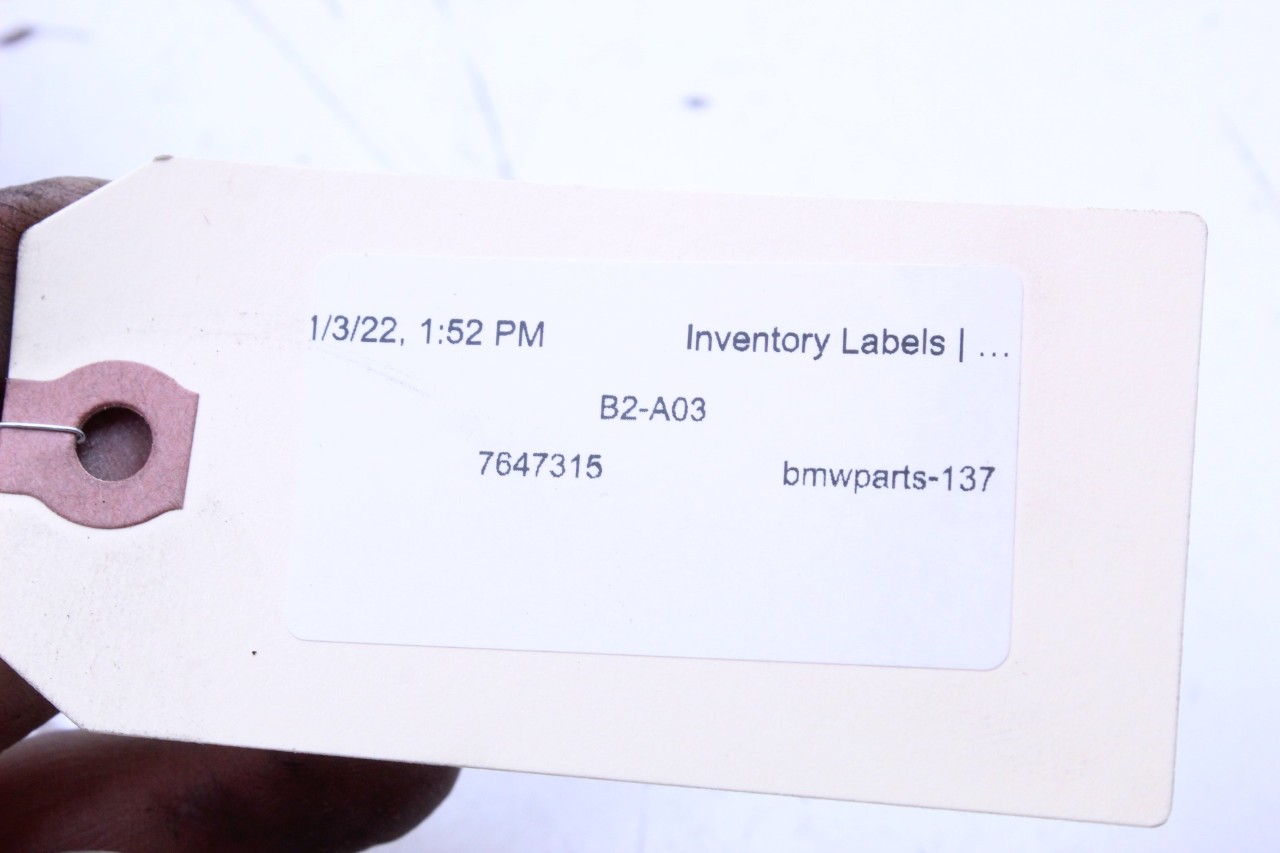 1/3/22, 1:52 PM Inventory Labels | ...
B2-A03
7647315 bmwparts-137